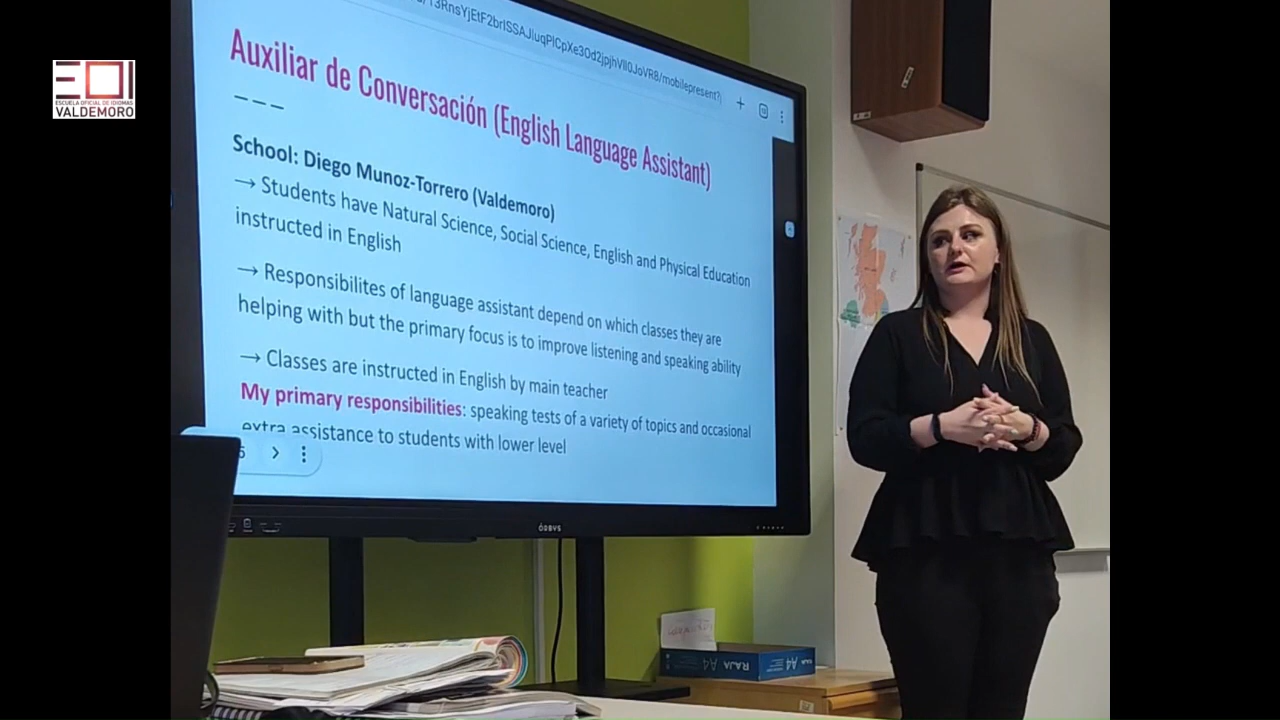 EOI
ESCUELA OFICIAL DE IDIOMAS
VALDEMORO
/mobilepresent?
Auxiliar de Conversación (English Language Assistant)
School: Diego Munoz-Torrero (Valdemoro)
→ Students have Natural Science, Social Science, English and Physical Education
instructed in English
→ Responsibilites of language assistant depend on which classes they are
helping with but the primary focus is to improve listening and speaking ability
→ Classes are instructed in English by main teacher
My primary responsibilities: speaking tests of a variety of topics and occasional
extra assistance to students with lower level
RAJA A4
A4